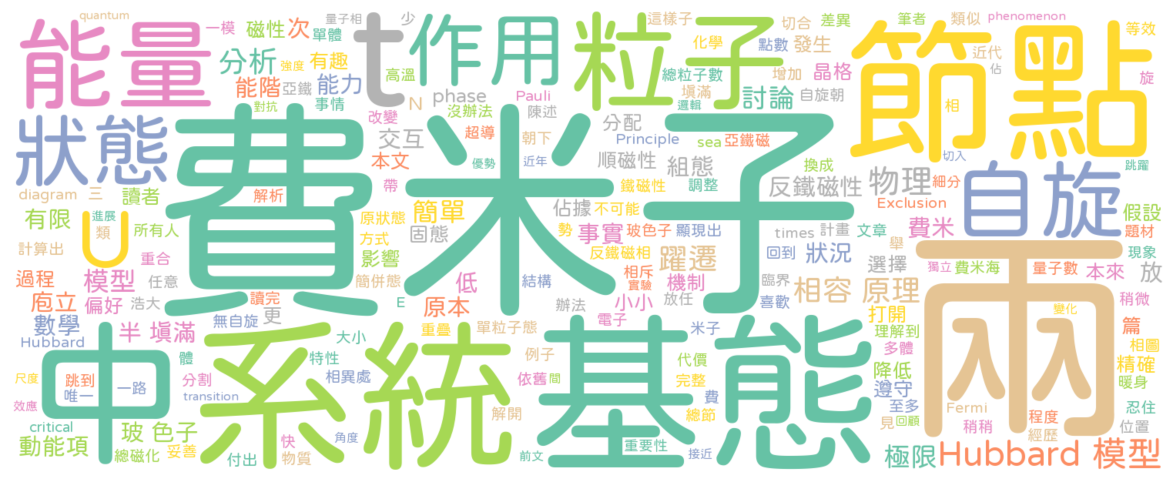 quantum
量子相
少
這樣子
切合
差異
筆者
類似
phenomenon
一模
磁性
次
單體
化學
點數
發生
近代
等效
能量
t
作用
粒子
節點
分析
有趣
高溫
總粒子數
增加
晶格
佔
強度
能階
亞鐵
能力
phase
Pauli
沒辦法
填滿
討論
邏輯
自旋朝
旋
對抗
事情
改變
N
陳述
分配
相
狀態
費米子
交互
超導
朝下
Principle
sea
亞鐵磁
自旋
切入
跳躍
本文
優勢
近年
順磁性
組態
換成
反鐵磁性
物理
細分
diagram
三
讀者
解析
帶
鐵磁性
調整
Exclusion
假設
有限
U
進展
類
原狀態
簡單
佔據
不可能
事實
玻色子
顯現出
times
文章
費米
題材
所有人
方式
固態
勢
反鐵磁相
躍遷
回到
狀況
舉
兩
現象
計算出
重合
任意
影響
簡併態
過程
模型
低
結構
相斥
實驗
機制
臨界
選擇
獨立
費米海
量子數
本來
放
偏好
浩大
讀完
E
原本
辦法
小小
放任
喜歡
相容
原理
稍微
庖立
無自旋
更
電子
打開
變化
篇
數學
Hubbard
半
填滿
大小
重疊
單粒子態
米子
理解到
相圖
中
系統
基態
體
特性
例子
代價
多體
降低
精確
尺度
跳到
唯一
一路
分割
相異處
依舊
間
完整
遵守
暖身
效應
transition
解開
費
至多
Fermi
程度
忍住
critical
玻
色子
快
角度
總節
見
回顧
稍稍
經歷
位置
動能項
總磁化
妥善
付出
物質
前文
重要性
接近
極限
Hubbard
模型